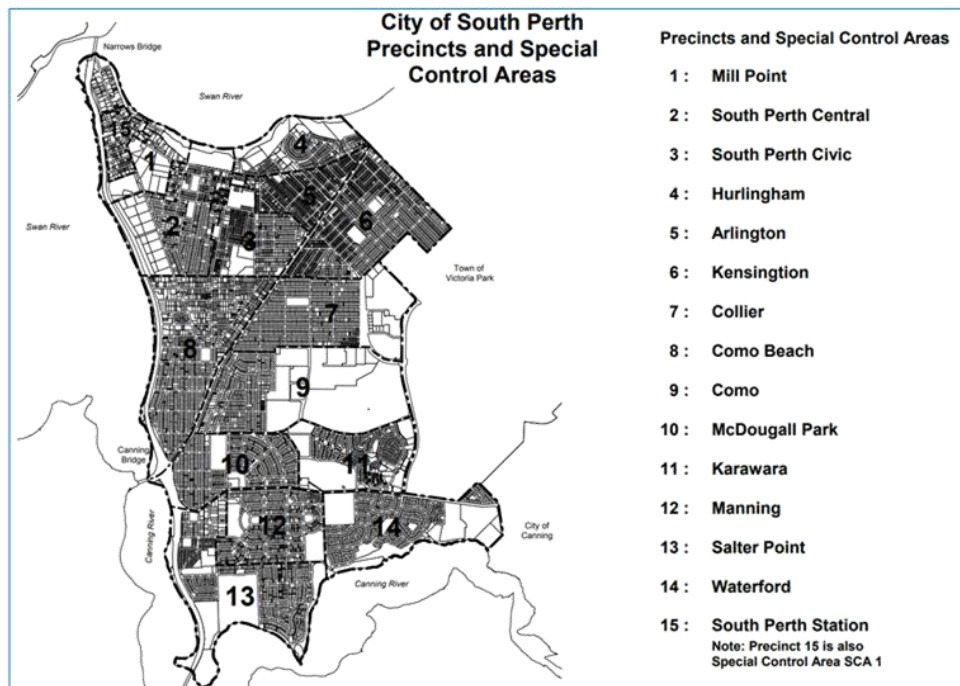 City of South Perth
Precincts and Special
Control Areas
Narrows Bridge
Swan River
Swan River
Town of
Victoria Park
Canning
Bridge
Canning River
Canning River
City of
Canning
15
1
2
3
4
5
6
7
8
9
10
11
12
13
14
Precincts and Special Control Areas
1 : Mill Point
2 : South Perth Central
3 : South Perth Civic
4 : Hurlingham
5 : Arlington
6 : Kensingtion
7 : Collier
8 : Como Beach
9 : Como
10 : McDougall Park
11 : Karawara
12 : Manning
13 : Salter Point
14 : Waterford
15 : South Perth Station
Note: Precinct 15 is also
Special Control Area SCA 1